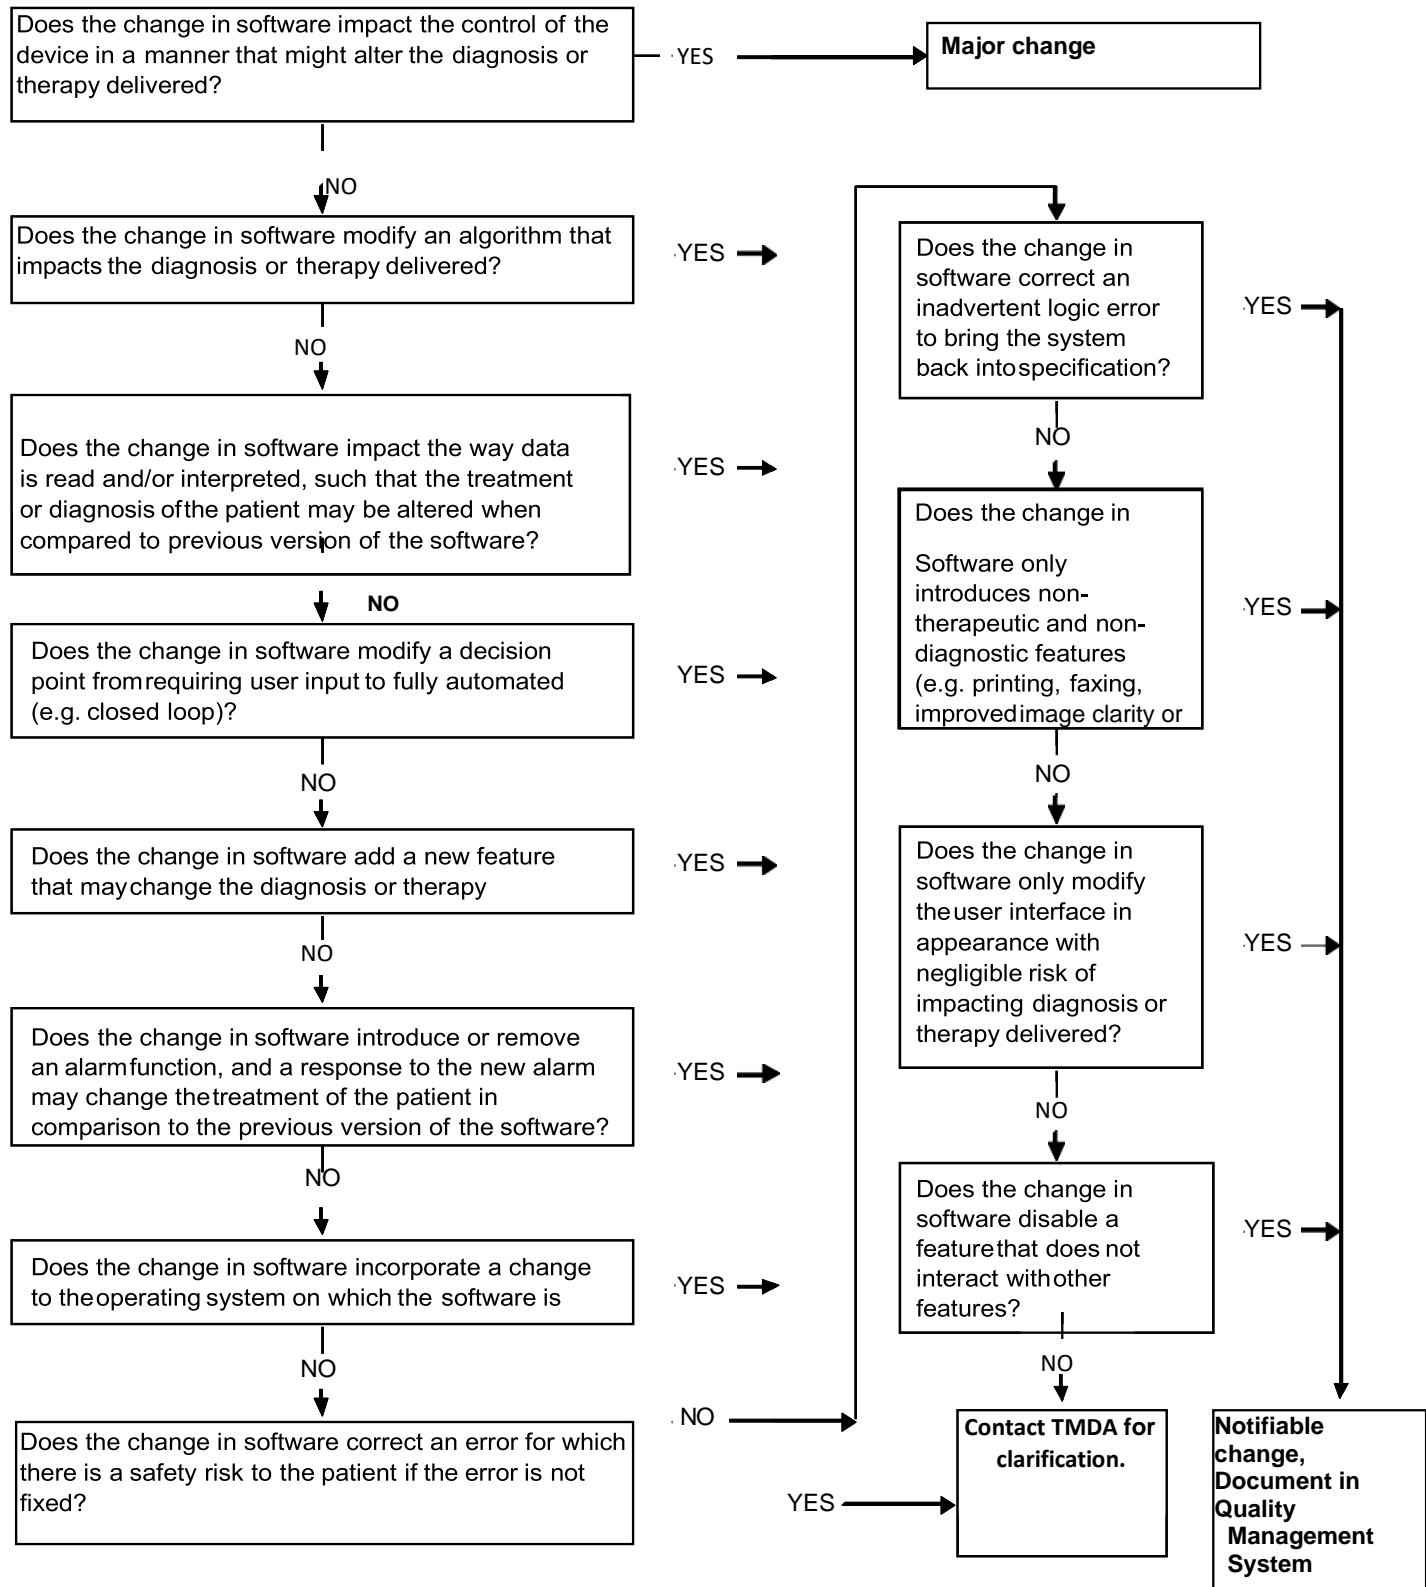 Does the change in software impact the control of the
device in a manner that might alter the diagnosis or
therapy delivered?
YES
Major change
NO
Does the change in software modify an algorithm that
impacts the diagnosis or therapy delivered?
YES
NO
Does the change in software impact the way data
is read and/or interpreted, such that the treatment
or diagnosis of the patient may be altered when
compared to previous version of the software?
YES
NO
Does the change in software modify a decision
point from requiring user input to fully automated
(e.g. closed loop)?
YES
NO
Does the change in software add a new feature
that may change the diagnosis or therapy
YES
NO
Does the change in software introduce or remove
an alarm function, and a response to the new alarm
may change the treatment of the patient in
comparison to the previous version of the software?
YES
NO
Does the change in software incorporate a change
to the operating system on which the software is
YES
NO
Does the change in software correct an error for which
there is a safety risk to the patient if the error is not
fixed?
NO
YES
Does the change in
software correct an
inadvertent logic error
to bring the system
back into specification?
YES
NO
Does the change in
Software only
introduces non-
therapeutic and non-
diagnostic features
(e.g. printing, faxing,
improved image clarity or
YES
NO
Does the change in
software only modify
the user interface in
appearance with
negligible risk of
impacting diagnosis or
therapy delivered?
YES
NO
Does the change in
software disable a
feature that does not
interact with other
features?
YES
NO
Contact TMDA for
clarification.
Notifiable
change,
Document in
Quality
Management
System